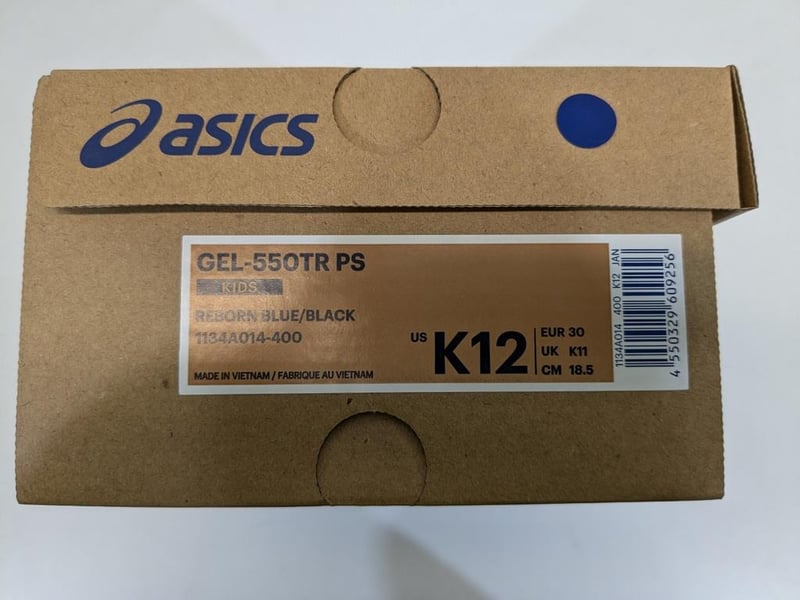 asics
GEL-550TR PS
KIDS
REBORN BLUE/BLACK
1134A014-400
MADE IN VIETNAM / FABRIQUE AU VIETNAM
US K12
EUR 30
UK K11
CM 18.5
1134A014 400 K12 JAN
4 550329 609256